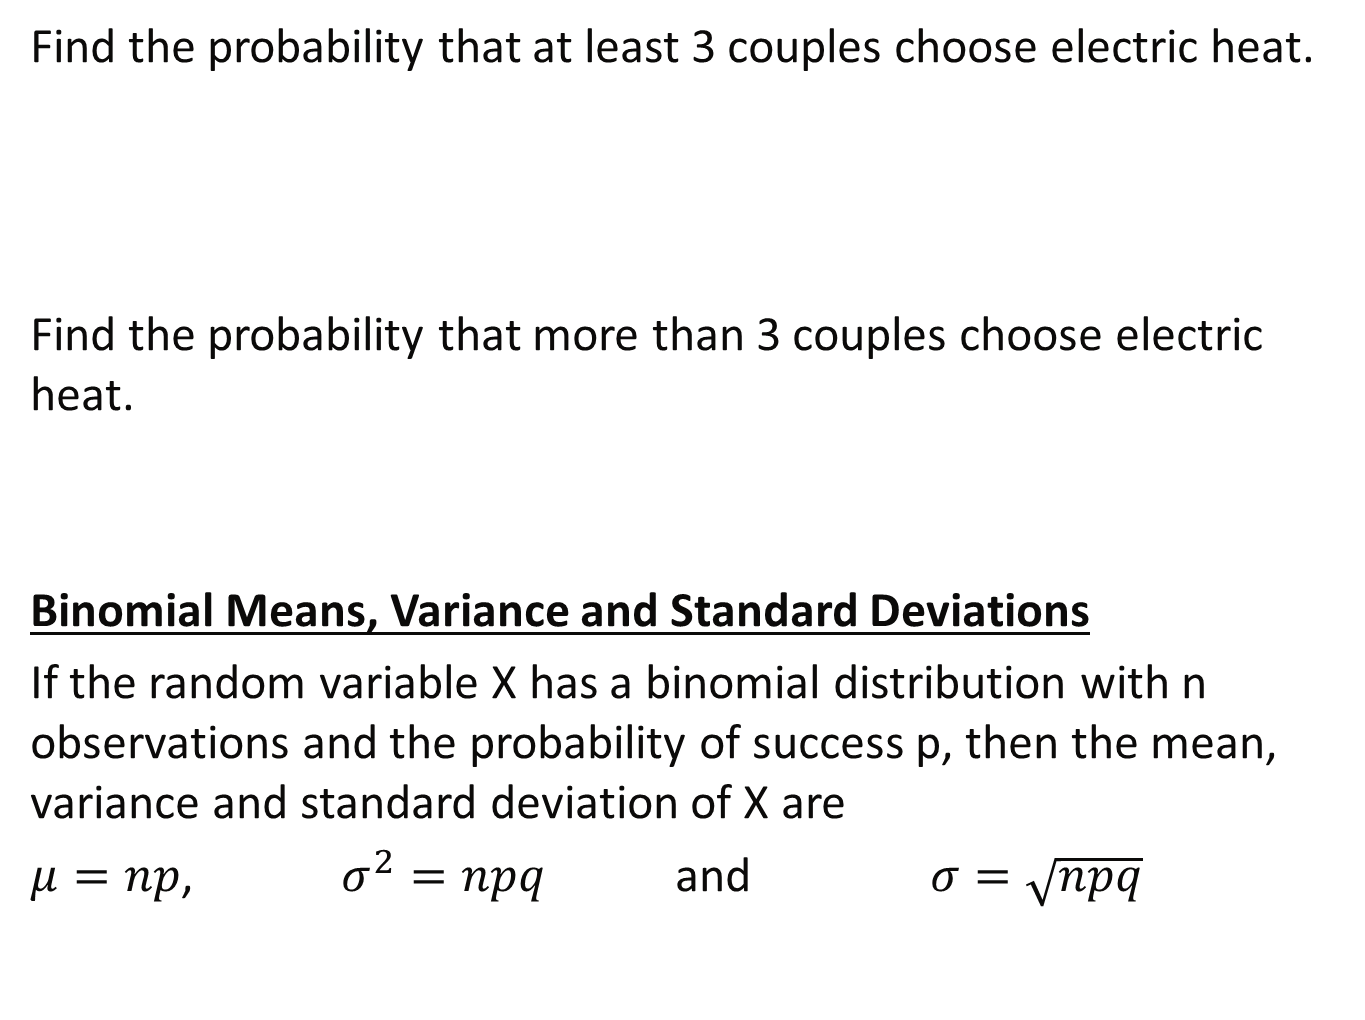 Find the probability that at least 3 couples choose electric heat.
Find the probability that more than 3 couples choose electric
heat.
Binomial Means, Variance and Standard Deviations
If the random variable X has a binomial distribution with n
observations and the probability of success p, then the mean,
variance and standard deviation of X are
μ = np, σ² = npq and σ = √npq